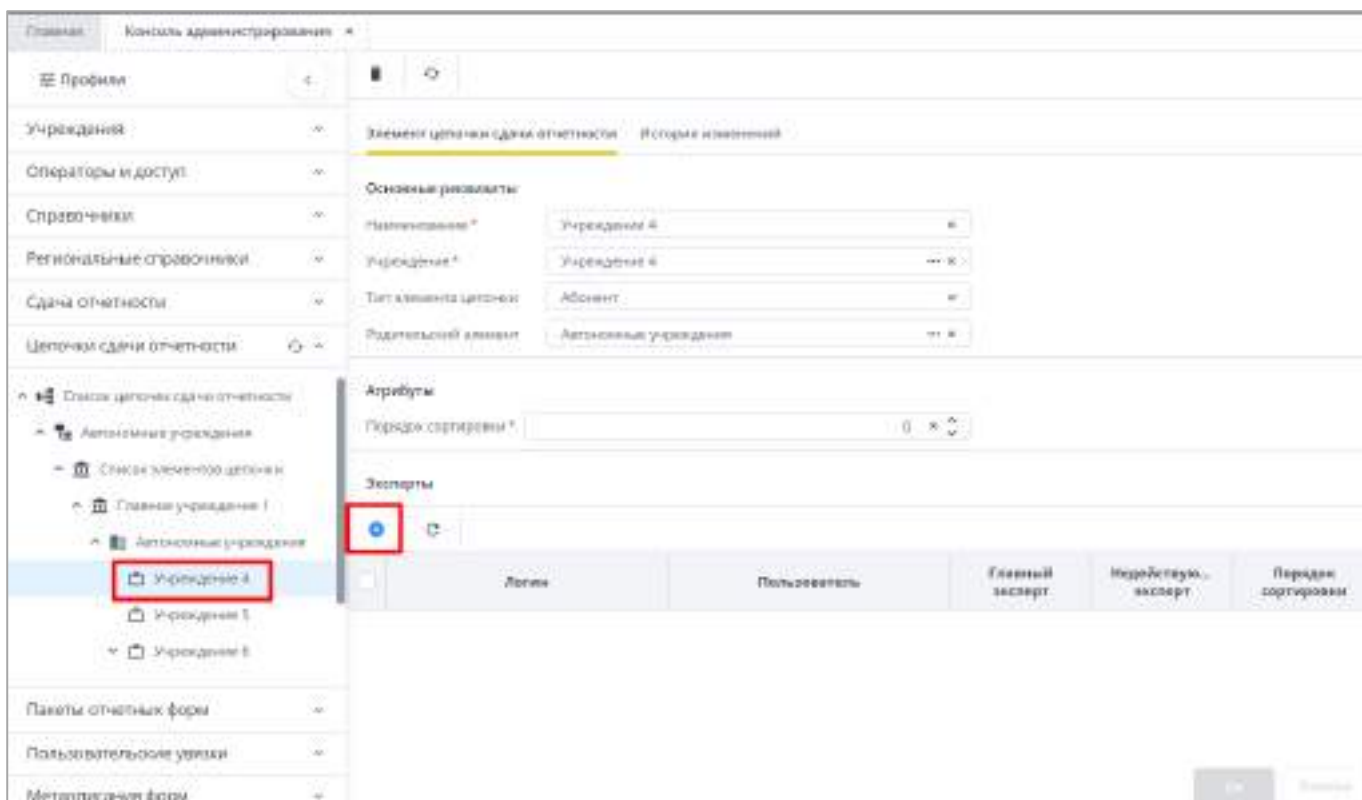 Главная Консоль администрирования
Профили
Учреждения
Операторы и доступ
Справочники
Региональные справочники
Сдача отчетности
Цепочки сдачи отчетности
Список цепочек сдачи отчетности
Автономные учреждения
Список элементов цепочки
Главное учреждение 1
Автономные учреждения
Учреждение 4
Учреждение 5
Учреждение 6
Пакеты отчетных форм
Пользовательские увязки
Метаописания форм
Элемент цепочки сдачи отчетности История изменений
Основные реквизиты
Наименование * Учреждение 4
Учреждение * Учреждение 4
Тип элемента цепочки Абонент
Родительский элемент Автономные учреждения
Атрибуты
Порядок сортировки * 0
Эксперты
Логин Пользователь Главный эксперт Недействую... эксперт Порядок сортировки